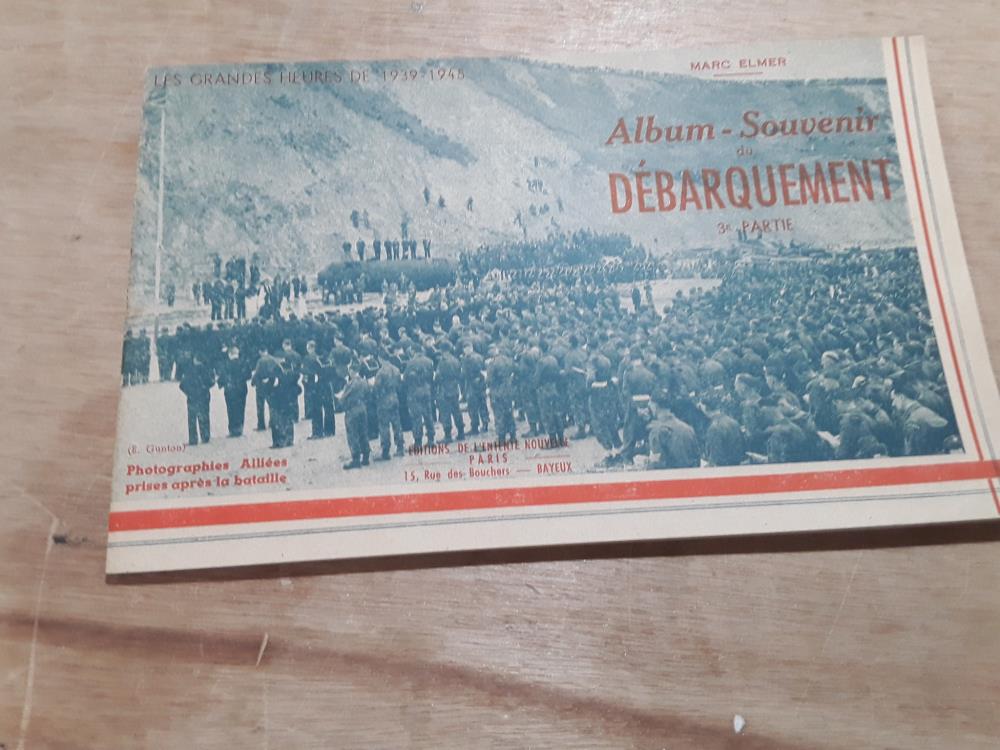 LES GRANDES HEURES DE 1939-1945
MARC ELMER
Album - Souvenir
du
DÉBARQUEMENT
3e PARTIE
(E. Gunton)
Photographies Alliées
prises après la bataille
EDITIONS DE L'ENTENTE NOUVELLE
PARIS
15, Rue des Bouchers — BAYEUX